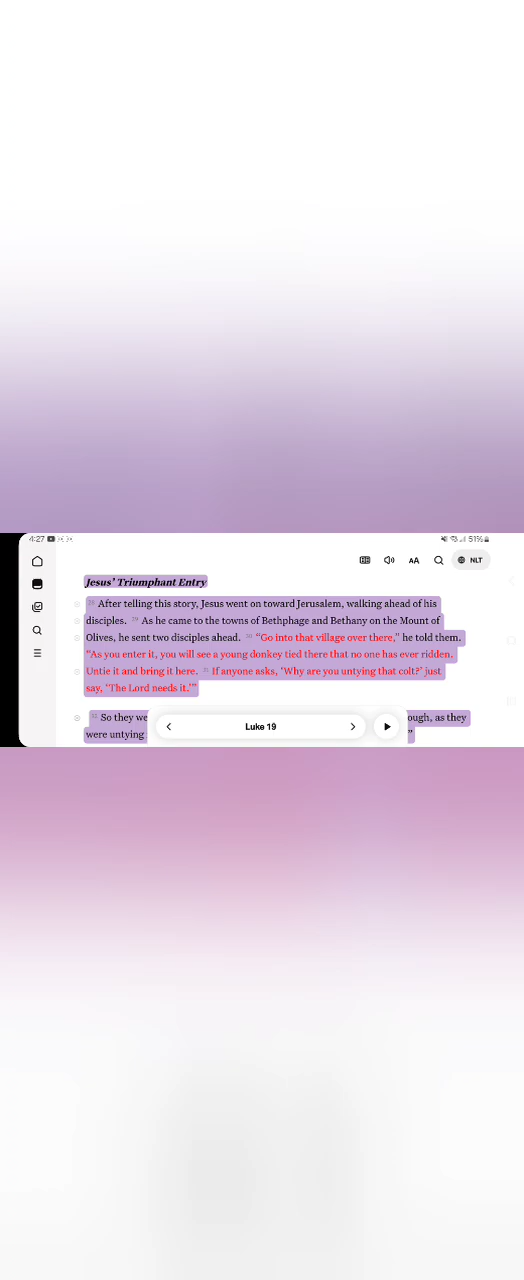 4:27
51%
AA
NLT
Jesus' Triumphant Entry
28 After telling this story, Jesus went on toward Jerusalem, walking ahead of his
disciples. 29 As he came to the towns of Bethphage and Bethany on the Mount of
Olives, he sent two disciples ahead. 30 “Go into that village over there,” he told them.
“As you enter it, you will see a young donkey tied there that no one has ever ridden.
Untie it and bring it here. 31 If anyone asks, ‘Why are you untying that colt?’ just
say, ‘The Lord needs it.’”
32 So they we ough, as they
were untying ”
Luke 19